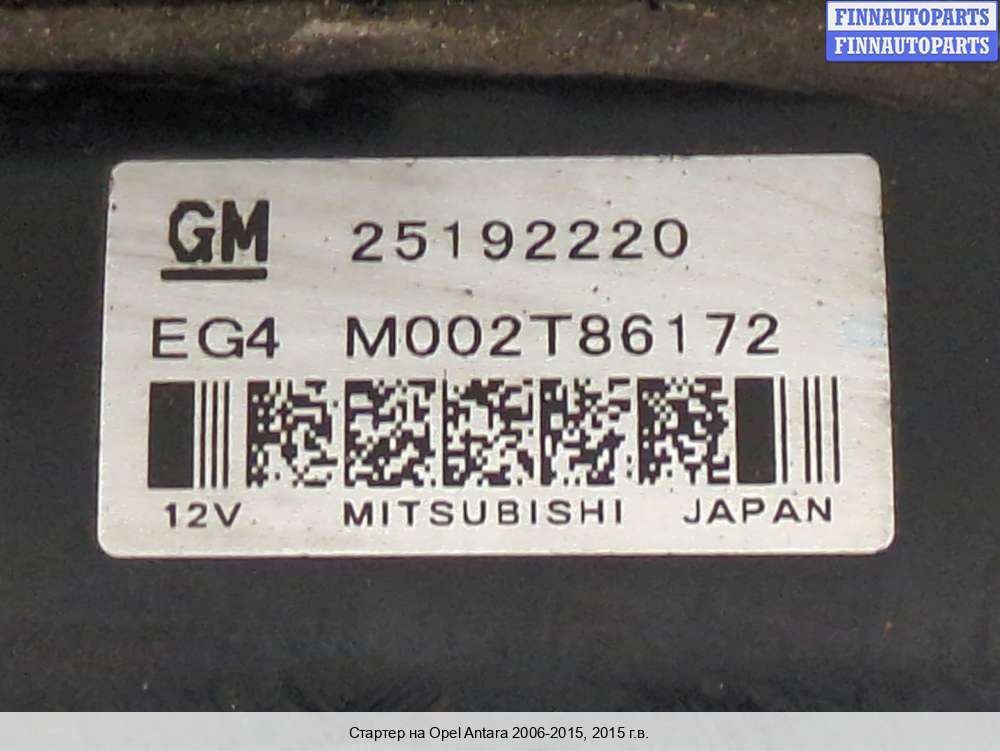 FINNAUTOPARTS
FINNAUTOPARTS
GM 25192220
EG4 M002T86172
12V MITSUBISHI JAPAN
Стартер на Opel Antara 2006-2015, 2015 г.в.